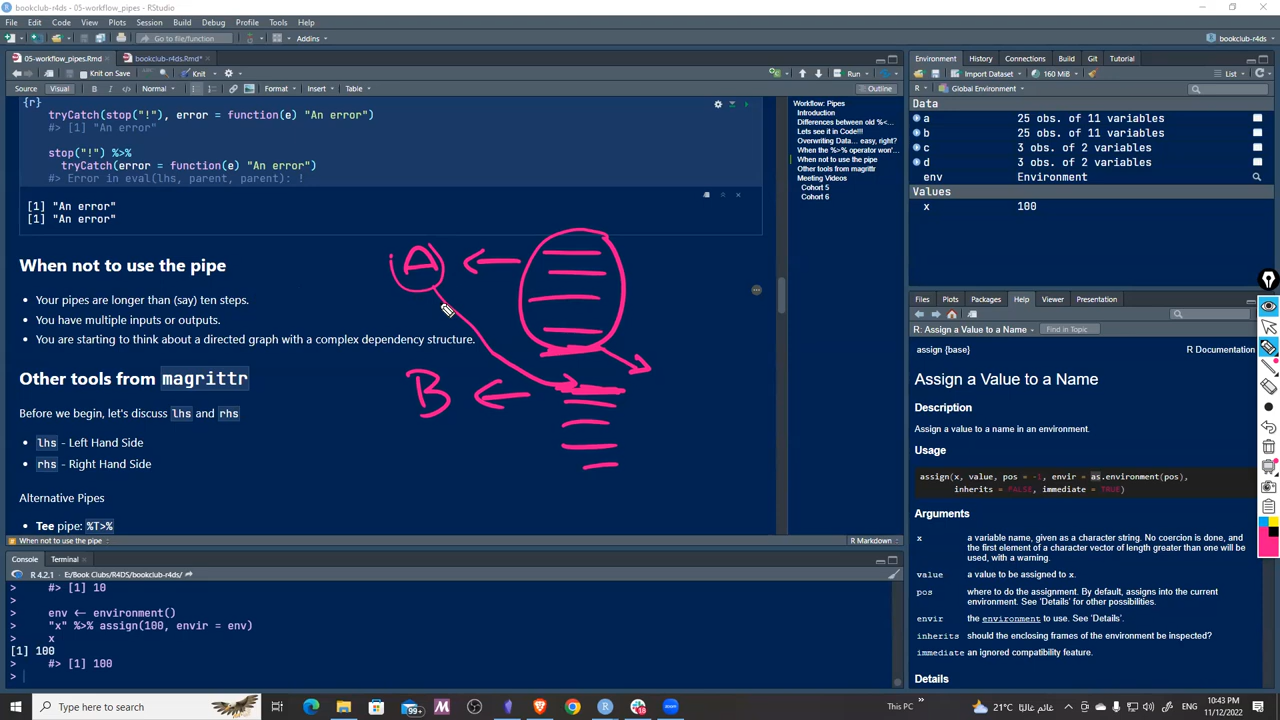 bookclub-r4ds - 05-workflow_pipes - RStudio
File Edit Code View Plots Session Build Debug Profile Tools Help
Go to file/function Addins bookclub-r4ds
05-workflow_pipes.Rmd bookclub-r4ds.Rmd*
Knit on Save Knit Run
Source Visual Normal Format Insert Table Outline
{r}
tryCatch(stop("!"), error = function(e) "An error")
#> [1] "An error"
stop("!") %>%
tryCatch(error = function(e) "An error")
#> Error in eval(lhs, parent, parent): !
[1] "An error"
[1] "An error"
When not to use the pipe
Your pipes are longer than (say) ten steps.
You have multiple inputs or outputs.
You are starting to think about a directed graph with a complex dependency structure.
A
B
Other tools from magrittr
Before we begin, let's discuss lhs and rhs
lhs - Left Hand Side
rhs - Right Hand Side
Alternative Pipes
Tee pipe: %T>%
When not to use the pipe R Markdown
Workflow: Pipes
Introduction
Differences between old %<...
Lets see it in Code!!!
Overwriting Data... easy, right?
When the %>% operator won'...
When not to use the pipe
Other tools from magrittr
Meeting Videos
Cohort 5
Cohort 6
Console Terminal
R 4.2.1 . E:/Book Clubs/R4DS/bookclub-r4ds/
> #> [1] 10
>
> env <- environment()
> "x" %>% assign(100, envir = env)
> x
[1] 100
> #> [1] 100
>
Environment History Connections Build Git Tutorial
Import Dataset 160 MiB List
R Global Environment
Data
a 25 obs. of 11 variables
b 25 obs. of 11 variables
c 3 obs. of 2 variables
d 3 obs. of 2 variables
env Environment
Values
x 100
Files Plots Packages Help Viewer Presentation
R: Assign a Value to a Name Find in Topic
assign {base} R Documentation
Assign a Value to a Name
Description
Assign a value to a name in an environment.
Usage
assign(x, value, pos = -1, envir = as.environment(pos),
inherits = FALSE, immediate = TRUE)
Arguments
x a variable name, given as a character string. No coercion is done, and
the first element of a character vector of length greater than one will be
used, with a warning.
value a value to be assigned to x.
pos where to do the assignment. By default, assigns into the current
environment. See 'Details' for other possibilities.
envir the environment to use. See 'Details'.
inherits should the enclosing frames of the environment be inspected?
immediate an ignored compatibility feature.
Details
Type here to search
99+
18
This PC
21°C غائم غالبًا
10:43 PM
11/12/2022